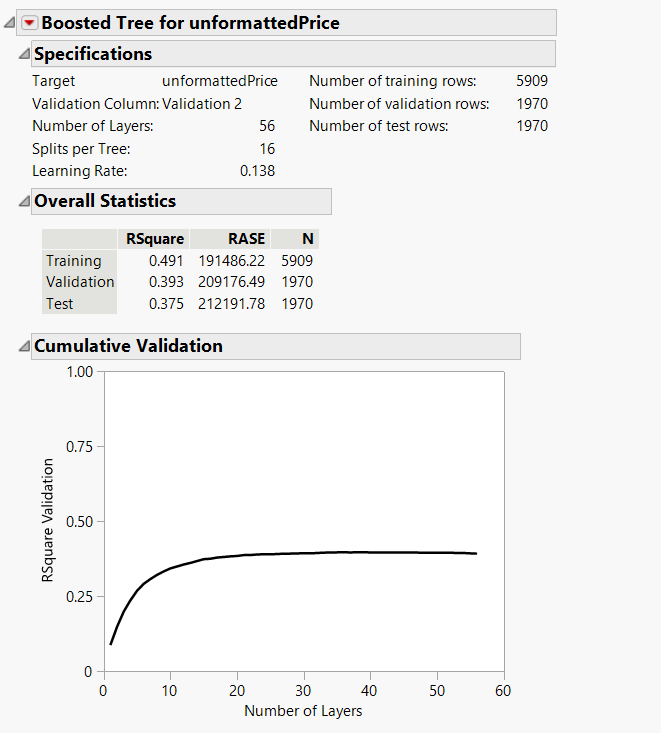 Boosted Tree for unformattedPrice
Specifications
Target unformattedPrice Number of training rows: 5909
Validation Column: Validation 2 Number of validation rows: 1970
Number of Layers: 56 Number of test rows: 1970
Splits per Tree: 16
Learning Rate: 0.138
Overall Statistics
RSquare RASE N
Training 0.491 191486.22 5909
Validation 0.393 209176.49 1970
Test 0.375 212191.78 1970
Cumulative Validation
1.00
0.75
0.50
0.25
0
RSquare Validation
0 10 20 30 40 50 60
Number of Layers